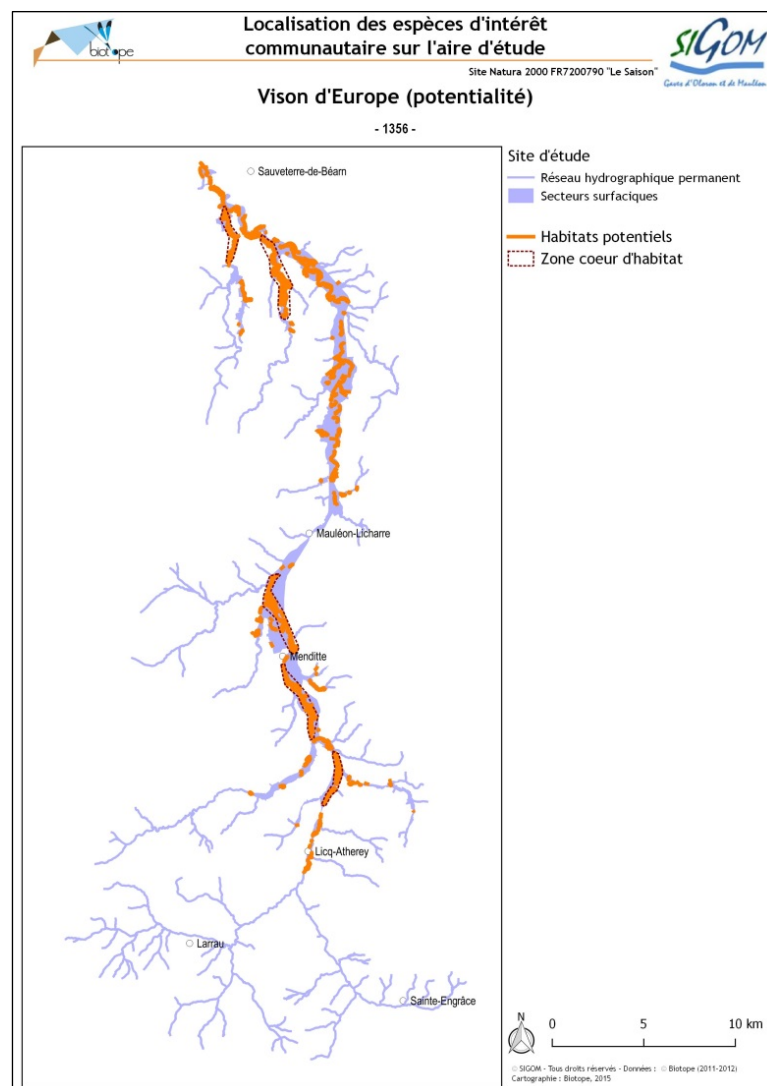 biotope
Localisation des espèces d'intérêt
communautaire sur l'aire d'étude
Site Natura 2000 FR7200790 "Le Saison"
SIGOM
Gaves d'Oloron et de Mauléon
Vison d'Europe (potentialité)
- 1356 -
Site d'étude
Réseau hydrographique permanent
Secteurs surfaciques
Habitats potentiels
Zone coeur d'habitat
Sauveterre-de-Béarn
Mauléon-Licharre
Menditte
Licq-Atherey
Larrau
Sainte-Engrâce
N
0 5 10 km
© SIGOM - Tous droits réservés - Données : © Biotope (2011-2012)
Cartographie : Biotope, 2015